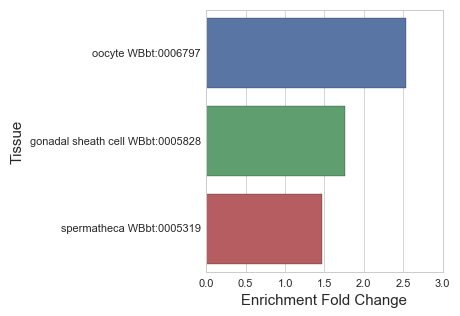 Tissue
oocyte WBbt:0006797
gonadal sheath cell WBbt:0005828
spermatheca WBbt:0005319
0.0 0.5 1.0 1.5 2.0 2.5 3.0
Enrichment Fold Change